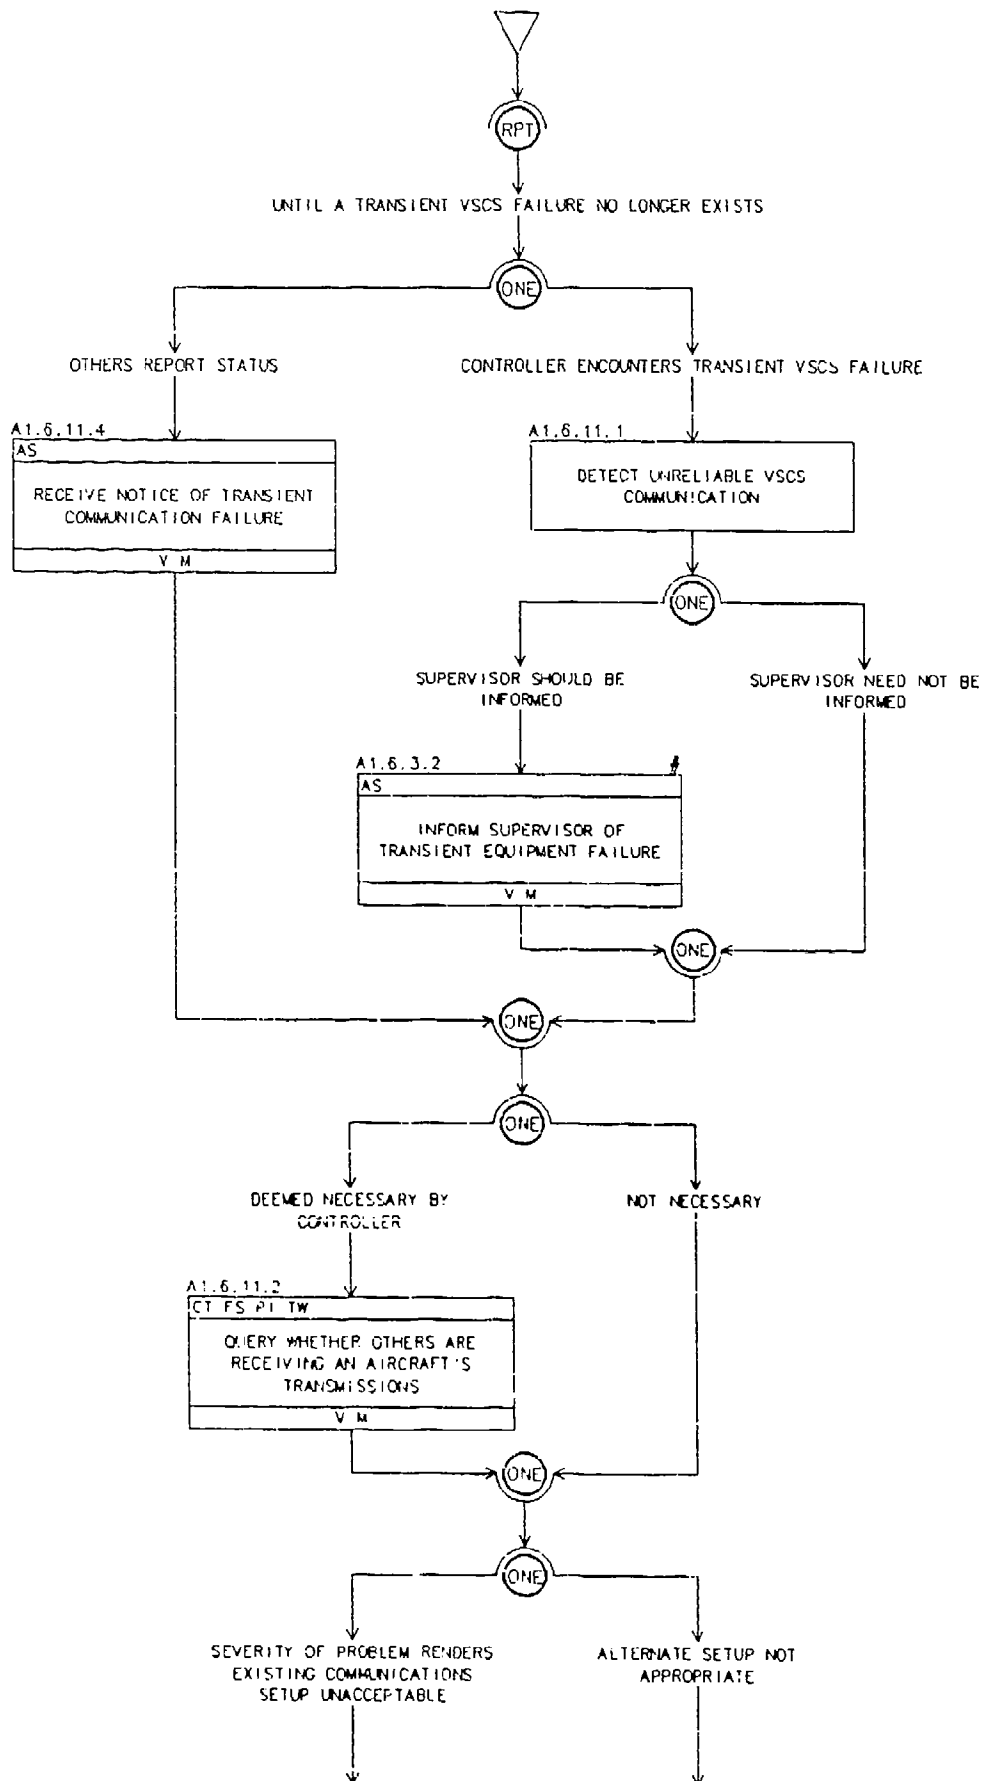 RPT
UNTIL A TRANSIENT VSCS FAILURE NO LONGER EXISTS
ONE
OTHERS REPORT STATUS
CONTROLLER ENCOUNTERS TRANSIENT VSCS FAILURE
A1.6.11.4
AS
RECEIVE NOTICE OF TRANSIENT
COMMUNICATION FAILURE
V M
A1.6.11.1
DETECT UNRELIABLE VSCS
COMMUNICATION
ONE
SUPERVISOR SHOULD BE
INFORMED
SUPERVISOR NEED NOT BE
INFORMED
A1.6.3.2
AS
INFORM SUPERVISOR OF
TRANSIENT EQUIPMENT FAILURE
V M
ONE
ONE
ONE
DEEMED NECESSARY BY
CONTROLLER
NOT NECESSARY
A1.6.11.2
CT FS PI TW
QUERY WHETHER OTHERS ARE
RECEIVING AN AIRCRAFT'S
TRANSMISSIONS
V M
ONE
ONE
SEVERITY OF PROBLEM RENDERS
EXISTING COMMUNICATIONS
SETUP UNACCEPTABLE
ALTERNATE SETUP NOT
APPROPRIATE